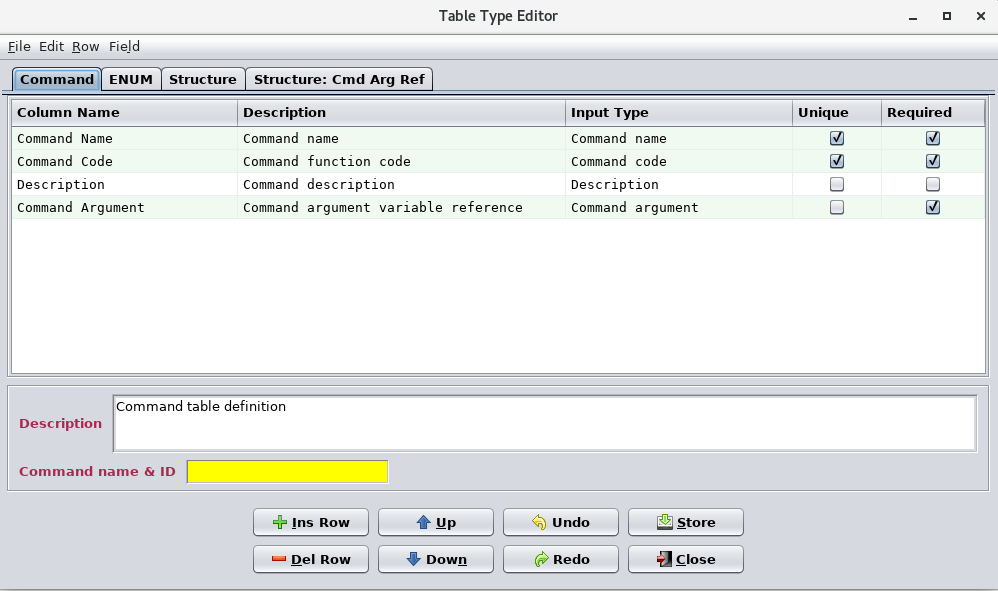 Table Type Editor
File Edit Row Field
Command ENUM Structure Structure: Cmd Arg Ref
Column Name Description Input Type Unique Required
Command Name Command name Command name
Command Code Command function code Command code
Description Command description Description
Command Argument Command argument variable reference Command argument
Description Command table definition
Command name & ID
Ins Row Up Undo Store
Del Row Down Redo Close